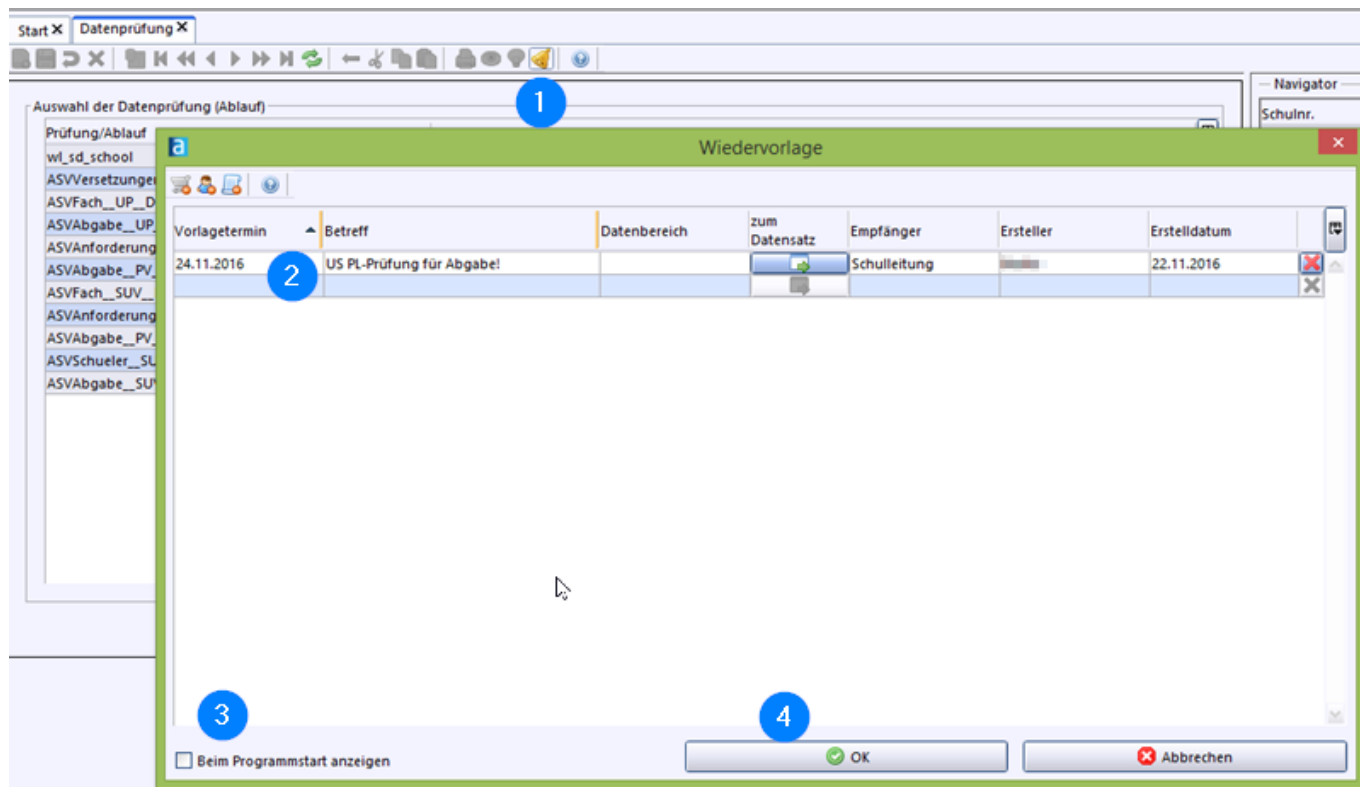 Start Datenprüfung
Auswahl der Datenprüfung (Ablauf)
Navigator
Schulnr.
Prüfung/Ablauf
wl_sd_school
ASVVersetzunge
ASVFach__UP__D
ASVAbgabe__UP_
ASVAnforderung
ASVAbgabe__PV_
ASVFach__SUV__
ASVAnforderung
ASVAbgabe__PV_
ASVSchueler__SU
ASVAbgabe__SU
1
a Wiedervorlage
Vorlagetermin Betreff Datenbereich zum Datensatz Empfänger Ersteller Erstelldatum
24.11.2016 US PL-Prüfung für Abgabe! Schulleitung 22.11.2016
2
3
4
Beim Programmstart anzeigen OK Abbrechen